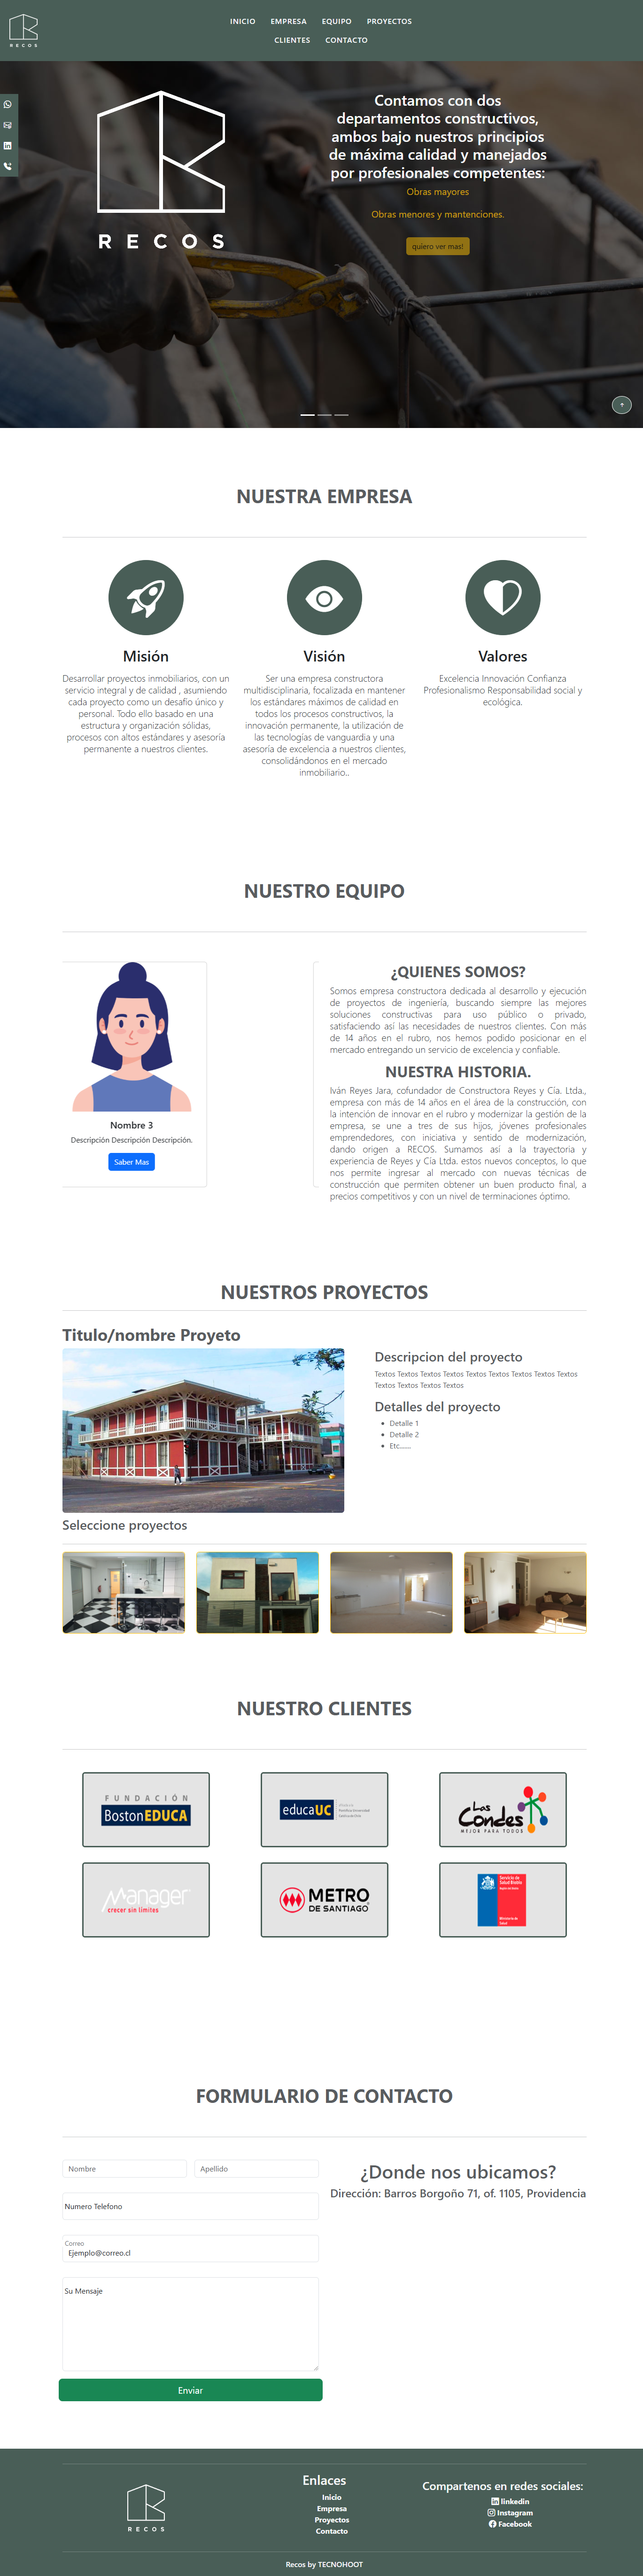 RECOS
INICIO EMPRESA EQUIPO PROYECTOS
CLIENTES CONTACTO
RECOS
Contamos con dos
departamentos constructivos,
ambos bajo nuestros principios
de máxima calidad y manejados
por profesionales competentes:
Obras mayores
Obras menores y mantenciones.
quiero ver mas!
NUESTRA EMPRESA
Misión
Desarrollar proyectos inmobiliarios, con un
servicio integral y de calidad , asumiendo
cada proyecto como un desafío único y
personal. Todo ello basado en una
estructura y organización sólidas,
procesos con altos estándares y asesoría
permanente a nuestros clientes.
Visión
Ser una empresa constructora
multidisciplinaria, focalizada en mantener
los estándares máximos de calidad en
todos los procesos constructivos, la
innovación permanente, la utilización de
las tecnologías de vanguardia y una
asesoría de excelencia a nuestros clientes,
consolidándonos en el mercado
inmobiliario..
Valores
Excelencia Innovación Confianza
Profesionalismo Responsabilidad social y
ecológica.
NUESTRO EQUIPO
Nombre 3
Descripción Descripción Descripción.
Saber Mas
¿QUIENES SOMOS?
Somos empresa constructora dedicada al desarrollo y ejecución
de proyectos de ingeniería, buscando siempre las mejores
soluciones constructivas para uso público o privado,
satisfaciendo así las necesidades de nuestros clientes. Con más
de 14 años en el rubro, nos hemos podido posicionar en el
mercado entregando un servicio de excelencia y confiable.
NUESTRA HISTORIA.
Iván Reyes Jara, cofundador de Constructora Reyes y Cía. Ltda.,
empresa con más de 14 años en el área de la construcción, con
la intención de innovar en el rubro y modernizar la gestión de la
empresa, se une a tres de sus hijos, jóvenes profesionales
emprendedores, con iniciativa y sentido de modernización,
dando origen a RECOS. Sumamos así a la trayectoria y
experiencia de Reyes y Cía Ltda. estos nuevos conceptos, lo que
nos permite ingresar al mercado con nuevas técnicas de
construcción que permiten obtener un buen producto final, a
precios competitivos y con un nivel de terminaciones óptimo.
NUESTROS PROYECTOS
Titulo/nombre Proyeto
Descripcion del proyecto
Textos Textos Textos Textos Textos Textos Textos Textos Textos
Textos Textos Textos Textos
Detalles del proyecto
Detalle 1
Detalle 2
Etc......
Seleccione proyectos
NUESTRO CLIENTES
FUNDACIÓN
BostonEDUCA
educaUC
Las
Condes
MEJOR PARA TODOS
Manager
crecer sin límites
METRO
DE SANTIAGO
Servicio de
Salud Biobío
Ministerio de
Salud
FORMULARIO DE CONTACTO
Nombre
Apellido
Numero Telefono
Correo
Ejemplo@correo.cl
Su Mensaje
Enviar
¿Donde nos ubicamos?
Dirección: Barros Borgoño 71, of. 1105, Providencia
RECOS
Enlaces
Inicio
Empresa
Proyectos
Contacto
Compartenos en redes sociales:
linkedin
Instagram
Facebook
Recos by TECNOHOOT